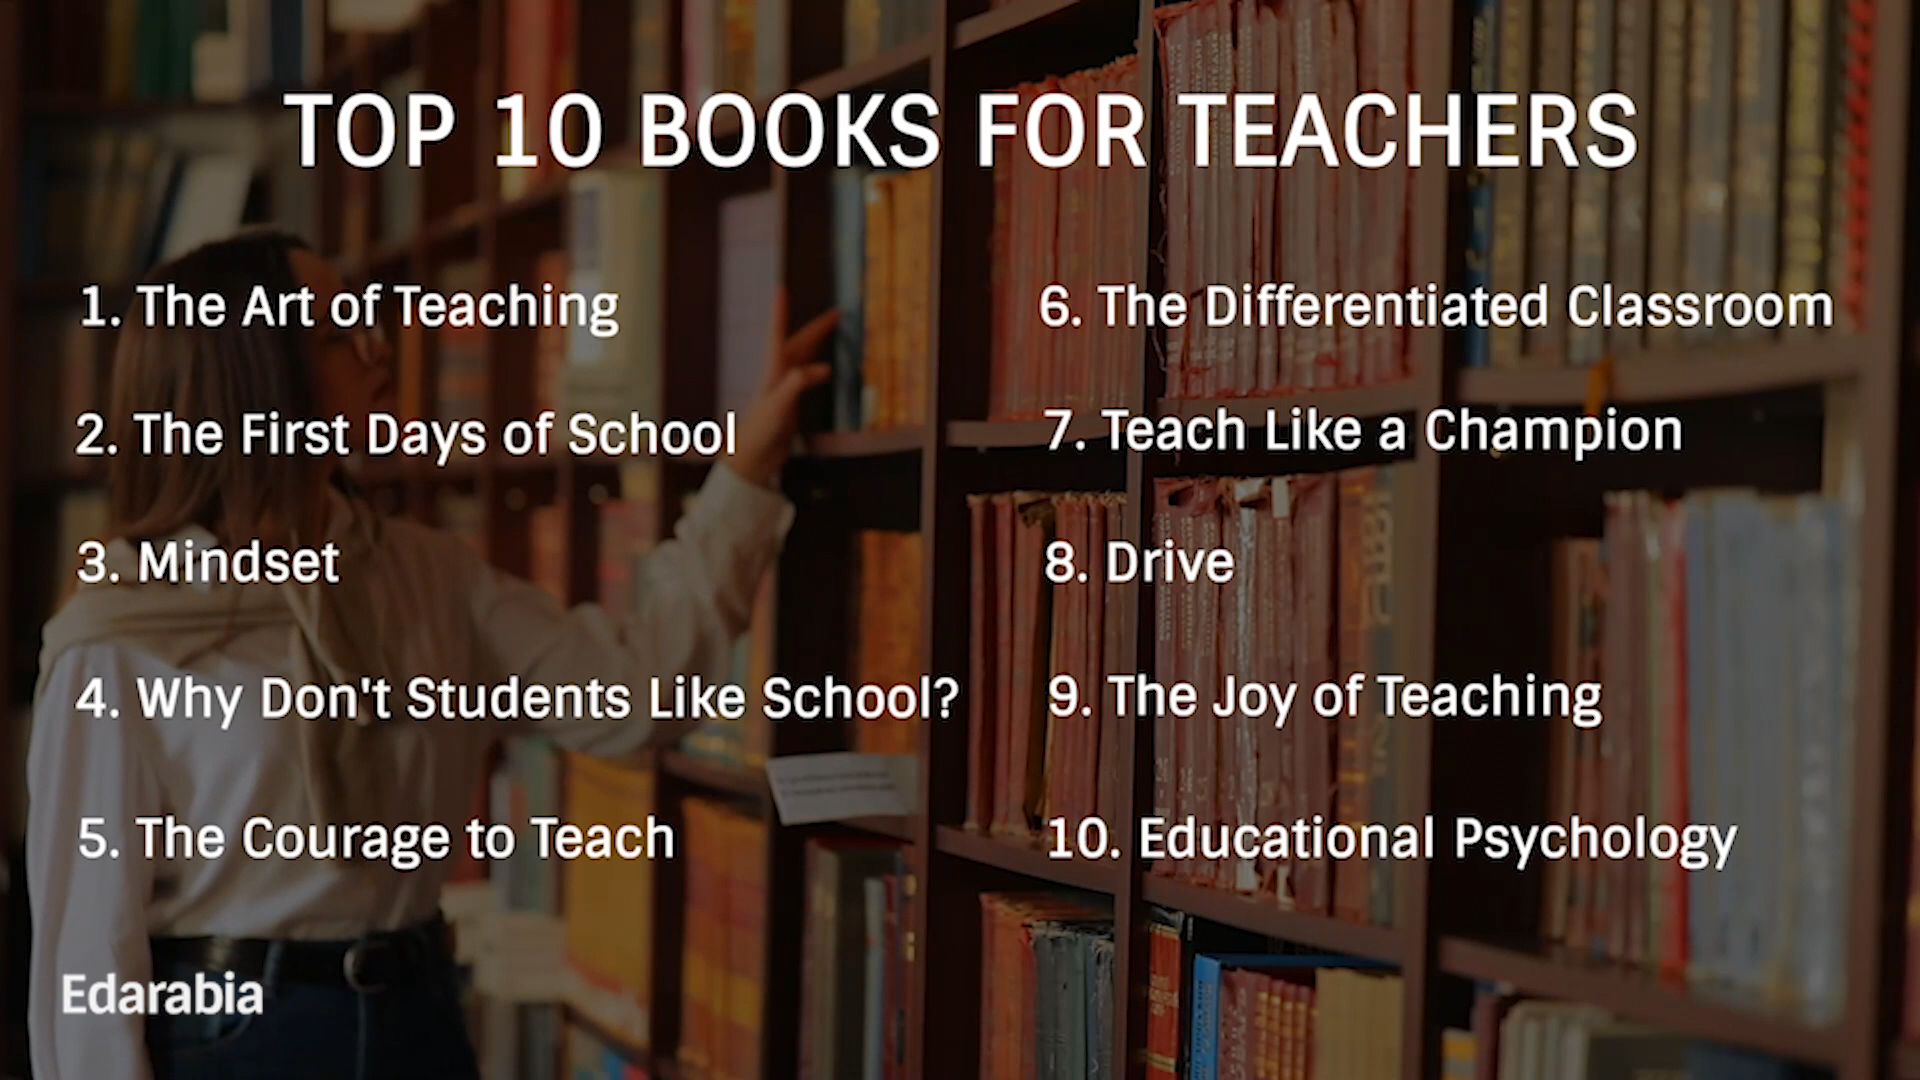 TOP 10 BOOKS FOR TEACHERS
1. The Art of Teaching
2. The First Days of School
3. Mindset
4. Why Don't Students Like School?
5. The Courage to Teach
6. The Differentiated Classroom
7. Teach Like a Champion
8. Drive
9. The Joy of Teaching
10. Educational Psychology
Edarabia